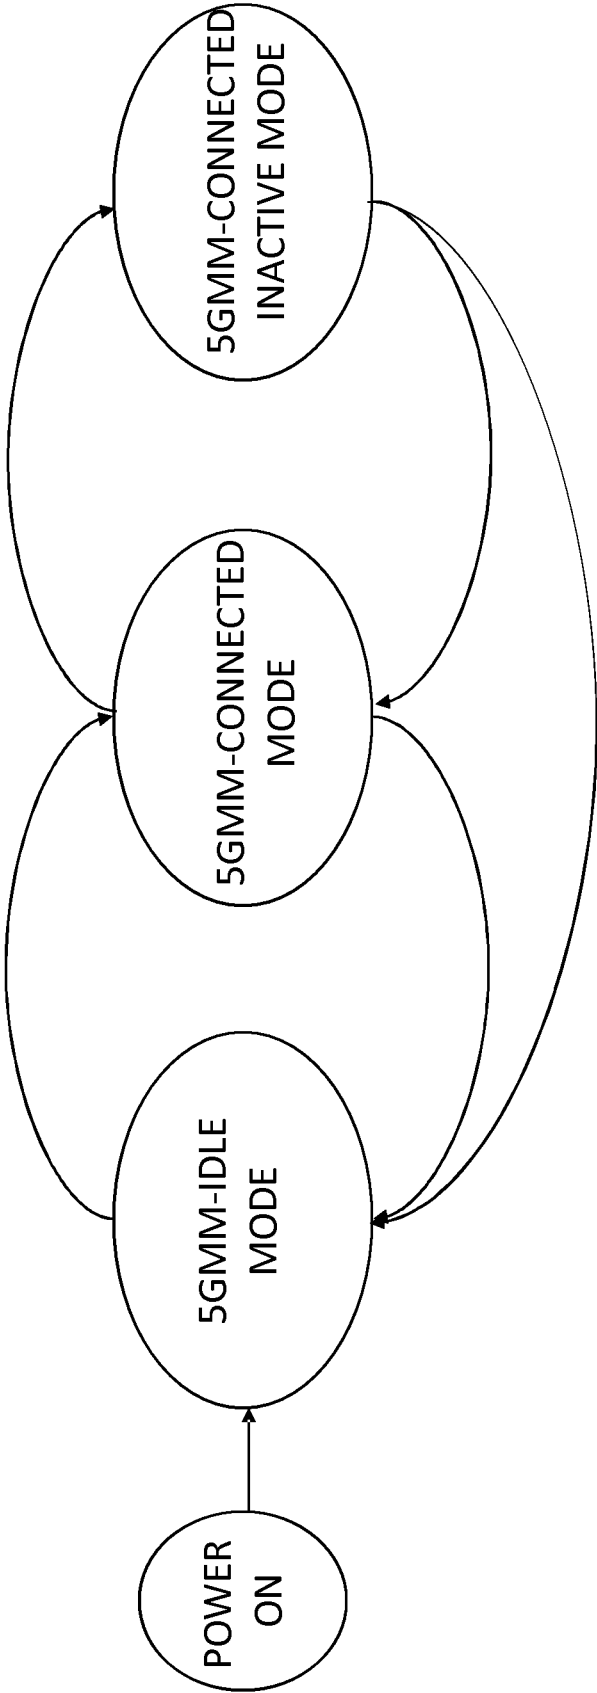 POWER
ON
5GMM-IDLE
MODE
5GMM-CONNECTED
MODE
5GMM-CONNECTED
INACTIVE MODE